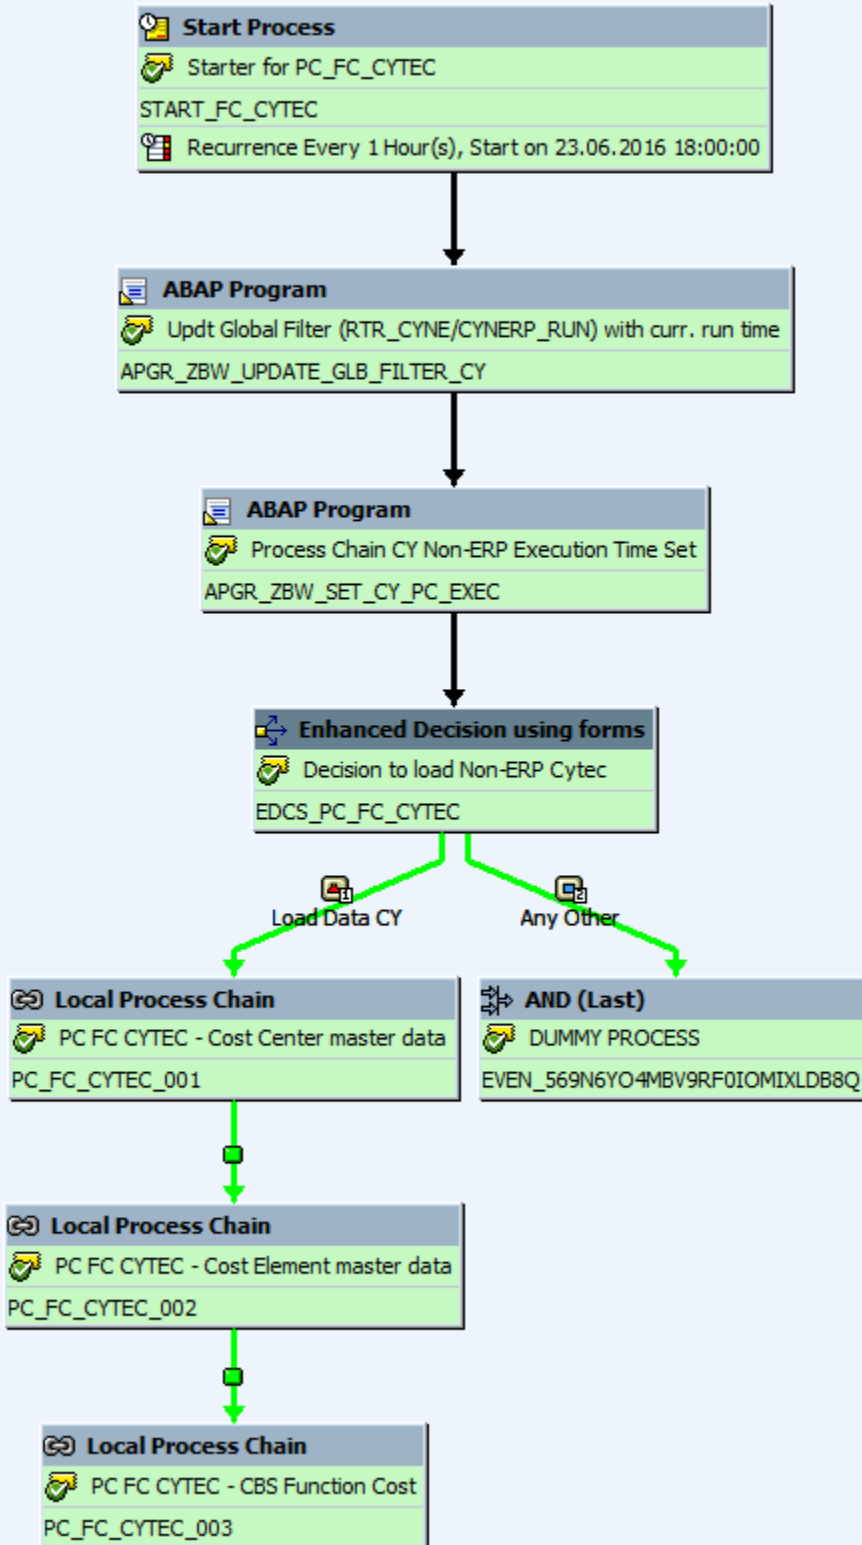 Start Process
Starter for PC_FC_CYTEC
START_FC_CYTEC
Recurrence Every 1 Hour(s), Start on 23.06.2016 18:00:00
ABAP Program
Updt Global Filter (RTR_CYNE/CYNERP_RUN) with curr. run time
APGR_ZBW_UPDATE_GLB_FILTER_CY
ABAP Program
Process Chain CY Non-ERP Execution Time Set
APGR_ZBW_SET_CY_PC_EXEC
Enhanced Decision using forms
Decision to load Non-ERP Cytec
EDCS_PC_FC_CYTEC
1
Load Data CY
2
Any Other
Local Process Chain
PC FC CYTEC - Cost Center master data
PC_FC_CYTEC_001
AND (Last)
DUMMY PROCESS
EVEN_569N6YO4MBV9RF0IOMIXLDB8Q
Local Process Chain
PC FC CYTEC - Cost Element master data
PC_FC_CYTEC_002
Local Process Chain
PC FC CYTEC - CBS Function Cost
PC_FC_CYTEC_003